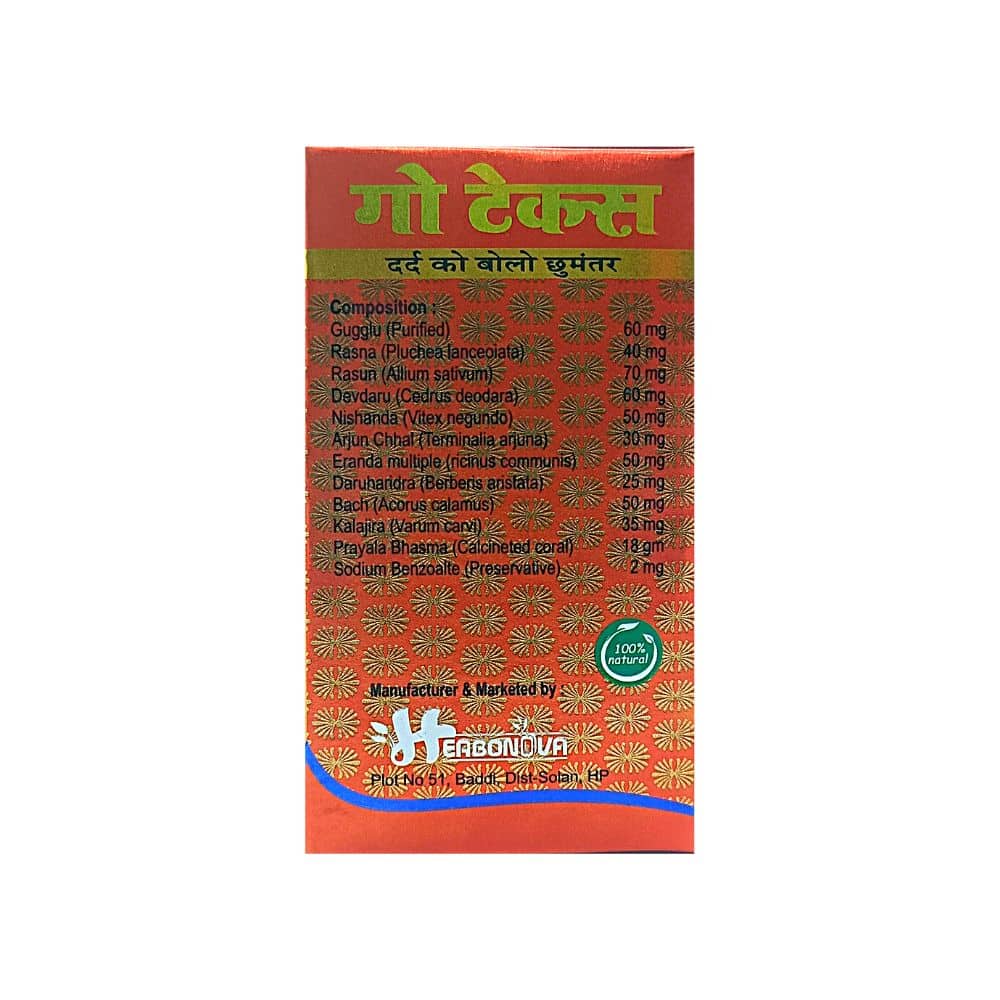 गो टेक्स
दर्द को बोलो छुमंतर
Composition :
Gugglu (Purified) 60 mg
Rasna (Pluchea lanceoiata) 40 mg
Rasun (Allium sativum) 70 mg
Devdaru (Cedrus deodara) 60 mg
Nishanda (Vitex negundo) 50 mg
Arjun Chhal (Terminalia arjuna) 30 mg
Eranda multiple (ricinus communis) 50 mg
Daruharidra (Berberis arisfata) 25 mg
Bach (Acorus calamus) 50 mg
Kalajira (Varum carvi) 35 mg
Prayala Bhasma (Calcineted coral) 18 gm
Sodium Benzoalte (Preservative) 2 mg
100%
natural
Manufacturer & Marketed by :
HERBONOVA
Plot No 51, Baddi, Dist-Solan, HP